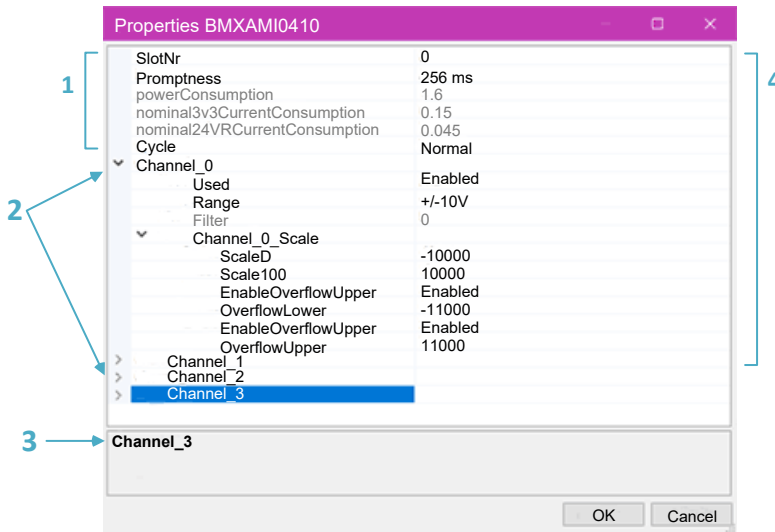 Properties BMXAMI0410
SlotNr 0
Promptness 256 ms
powerConsumption 1.6
nominal3v3CurrentConsumption 0.15
nominal24VRCurrentConsumption 0.045
Cycle Normal
Channel_0
Used Enabled
Range +/-10V
Filter 0
Channel_0_Scale
ScaleD -10000
Scale100 10000
EnableOverflowUpper Enabled
OverflowLower -11000
EnableOverflowUpper Enabled
OverflowUpper 11000
Channel_1
Channel_2
Channel_3
Channel_3
OK Cancel
1
2
3
4